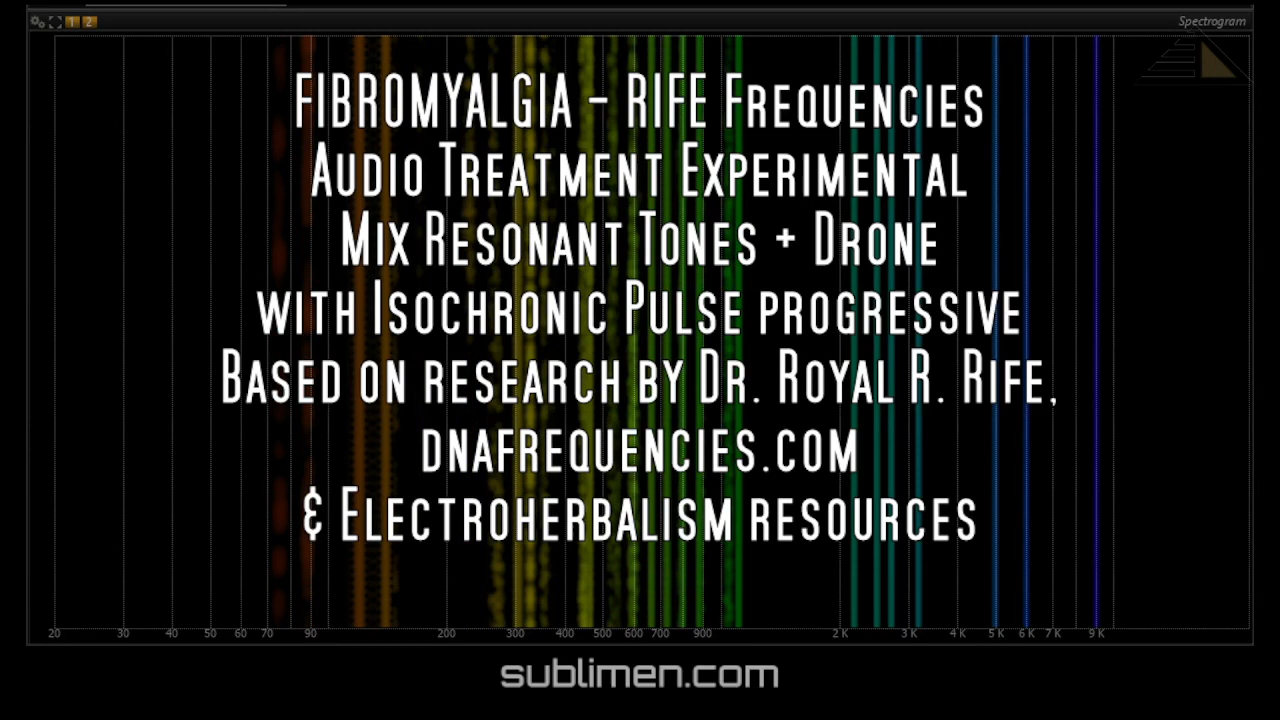 1 2 Spectrogram
FIBROMYALGIA - RIFE Frequencies
Audio Treatment Experimental
Mix Resonant Tones + Drone
with Isochronic Pulse progressive
Based on research by Dr. Royal R. Rife,
dnafrequencies.com
& Electroherbalism resources
20 30 40 50 60 70 90 200 300 400 500 600 700 900 2 K 3 K 4 K 5 K 6 K 7 K 9 K
sublimen.com